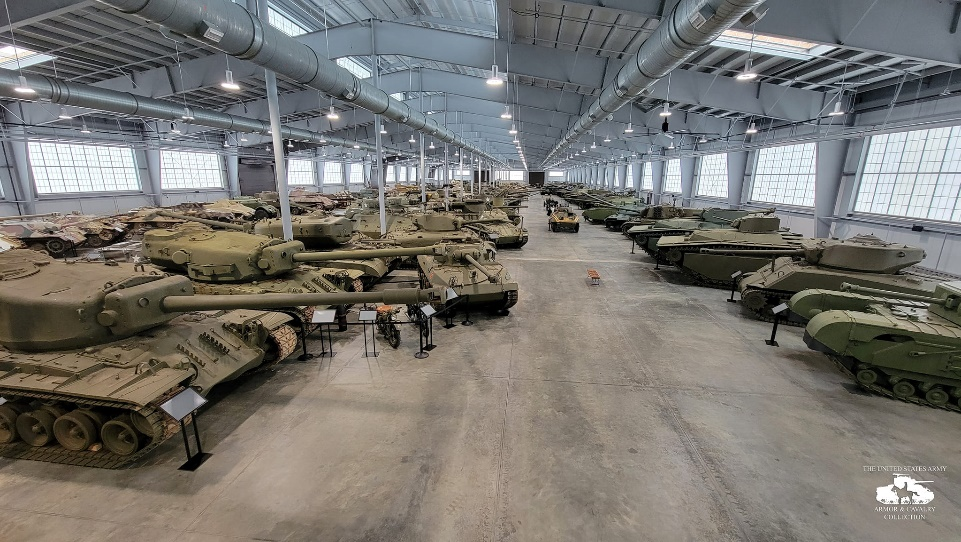 THE UNITED STATES ARMY
ARMOR & CAVALRY
COLLECTION